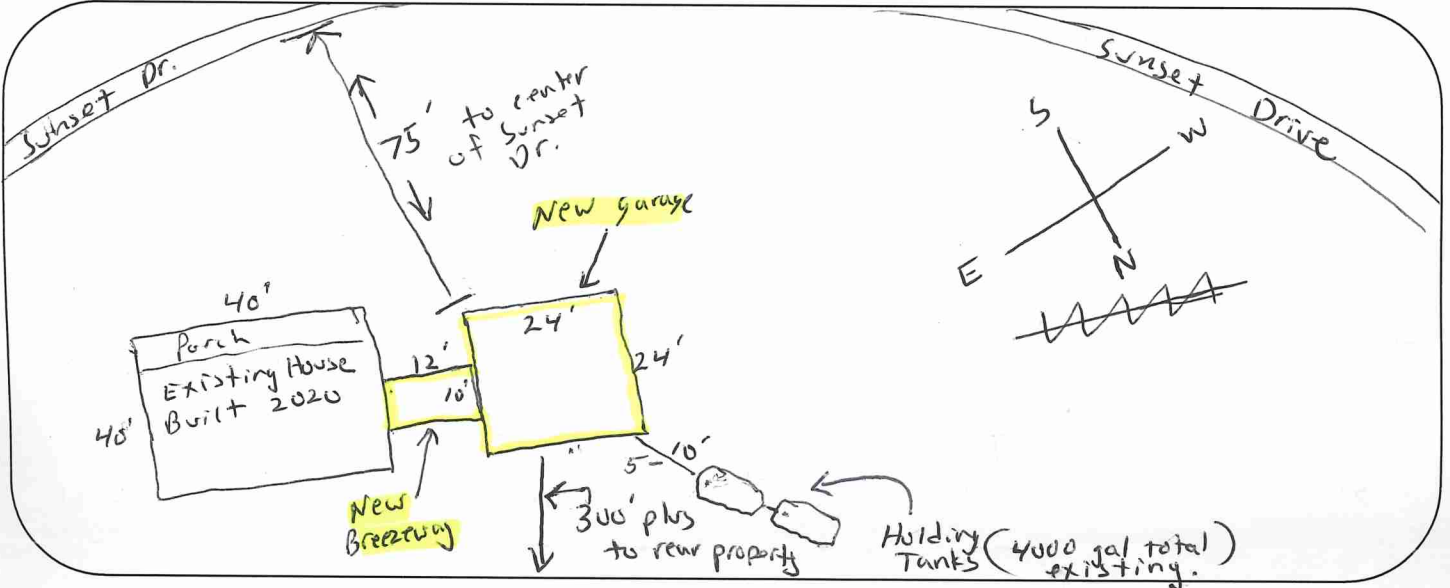 Sunset Dr.
Sunset Drive
75' to center
of Sunset
Dr.
S
W
E
N
New garage
40'
Porch
Existing House
Built 2020
40'
12'
10'
24'
24'
5-10'
New
Breezeway
300' plus
to rear property
Holding
Tanks (4000 gal total)
existing.